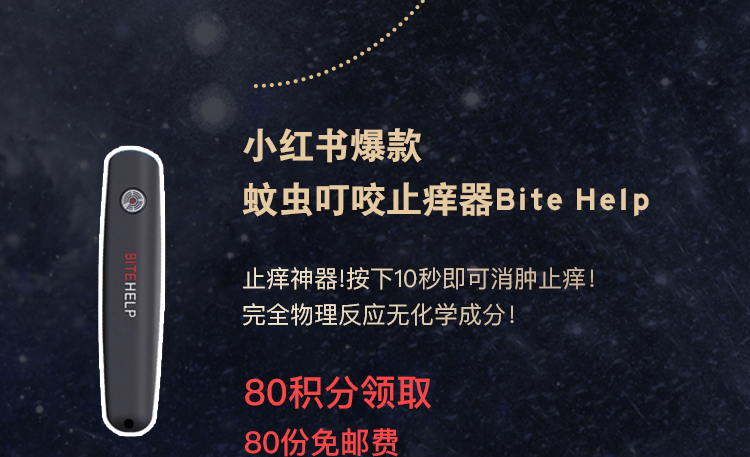 小红书爆款
蚊虫叮咬止痒器Bite Help
止痒神器!按下10秒即可消肿止痒!
完全物理反应无化学成分!
BITEHELP
80积分领取
80份免邮费